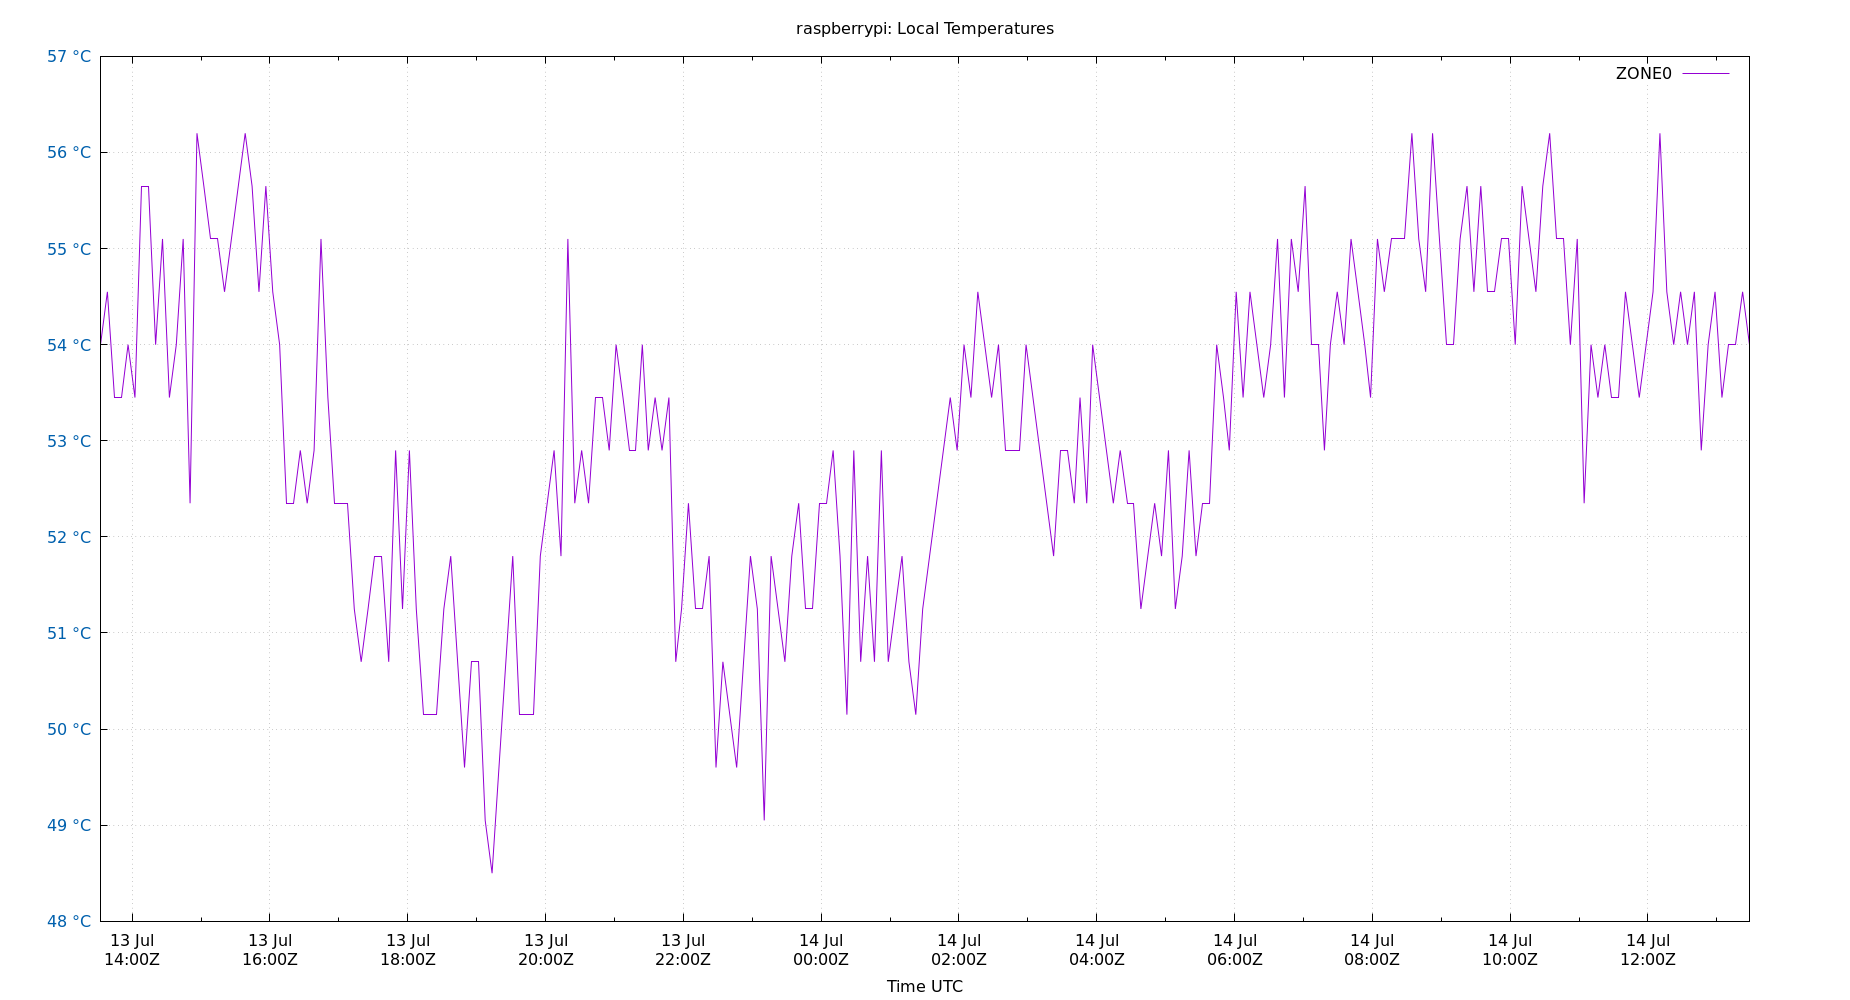 raspberrypi: Local Temperatures
57 °C
ZONE0
56 °C
55 °C
54 °C
53 °C
52 °C
51 °C
50 °C
49 °C
48 °C
13 Jul 13 Jul 13 Jul 13 Jul 13 Jul 14 Jul 14 Jul 14 Jul 14 Jul 14 Jul 14 Jul 14 Jul
14:00Z 16:00Z 18:00Z 20:00Z 22:00Z 00:00Z 02:00Z 04:00Z 06:00Z 08:00Z 10:00Z 12:00Z
Time UTC